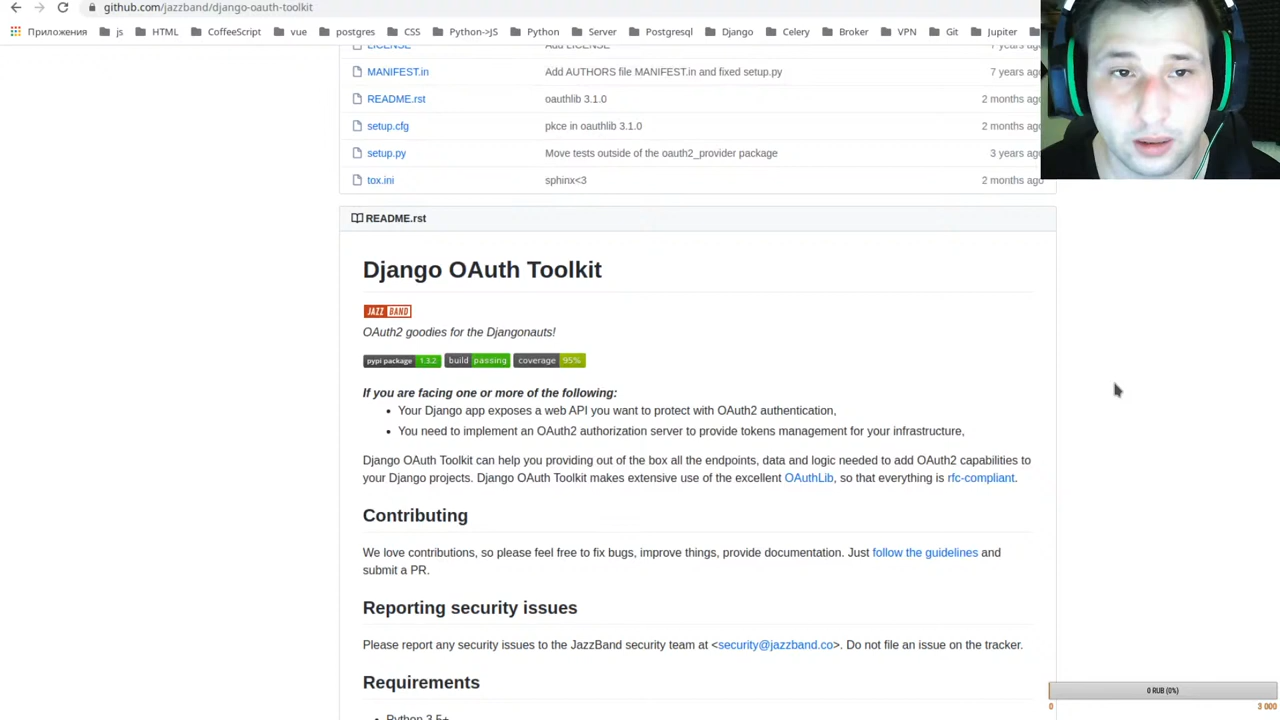 github.com/jazzband/django-oauth-toolkit
Приложения js HTML CoffeeScript vue postgres CSS Python->JS Python Server Postgresql Django Celery Broker VPN Git Jupiter
LICENSE Add LICENSE 7 years ago
MANIFEST.in Add AUTHORS file MANIFEST.in and fixed setup.py 7 years ago
README.rst oauthlib 3.1.0 2 months ago
setup.cfg pkce in oauthlib 3.1.0 2 months ago
setup.py Move tests outside of the oauth2_provider package 3 years ago
tox.ini sphinx<3 2 months ago
README.rst
Django OAuth Toolkit
JAZZ BAND
OAuth2 goodies for the Djangonauts!
pypi package 1.3.2 build passing coverage 95%
If you are facing one or more of the following:
• Your Django app exposes a web API you want to protect with OAuth2 authentication,
• You need to implement an OAuth2 authorization server to provide tokens management for your infrastructure,
Django OAuth Toolkit can help you providing out of the box all the endpoints, data and logic needed to add OAuth2 capabilities to
your Django projects. Django OAuth Toolkit makes extensive use of the excellent OAuthLib, so that everything is rfc-compliant.
Contributing
We love contributions, so please feel free to fix bugs, improve things, provide documentation. Just follow the guidelines and
submit a PR.
Reporting security issues
Please report any security issues to the JazzBand security team at <security@jazzband.co>. Do not file an issue on the tracker.
Requirements
• Python 3.5+
0 RUB (0%)
0 3 000